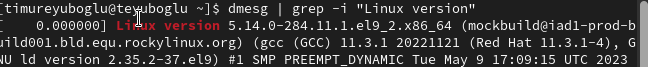 [timureyuboglu@teyuboglu ~]$ dmesg | grep -i "Linux version"
[    0.000000] Linux version 5.14.0-284.11.1.el9_2.x86_64 (mockbuild@iad1-prod-b
uild001.bld.equ.rockylinux.org) (gcc (GCC) 11.3.1 20221121 (Red Hat 11.3.1-4), G
NU ld version 2.35.2-37.el9) #1 SMP PREEMPT_DYNAMIC Tue May 9 17:09:15 UTC 2023